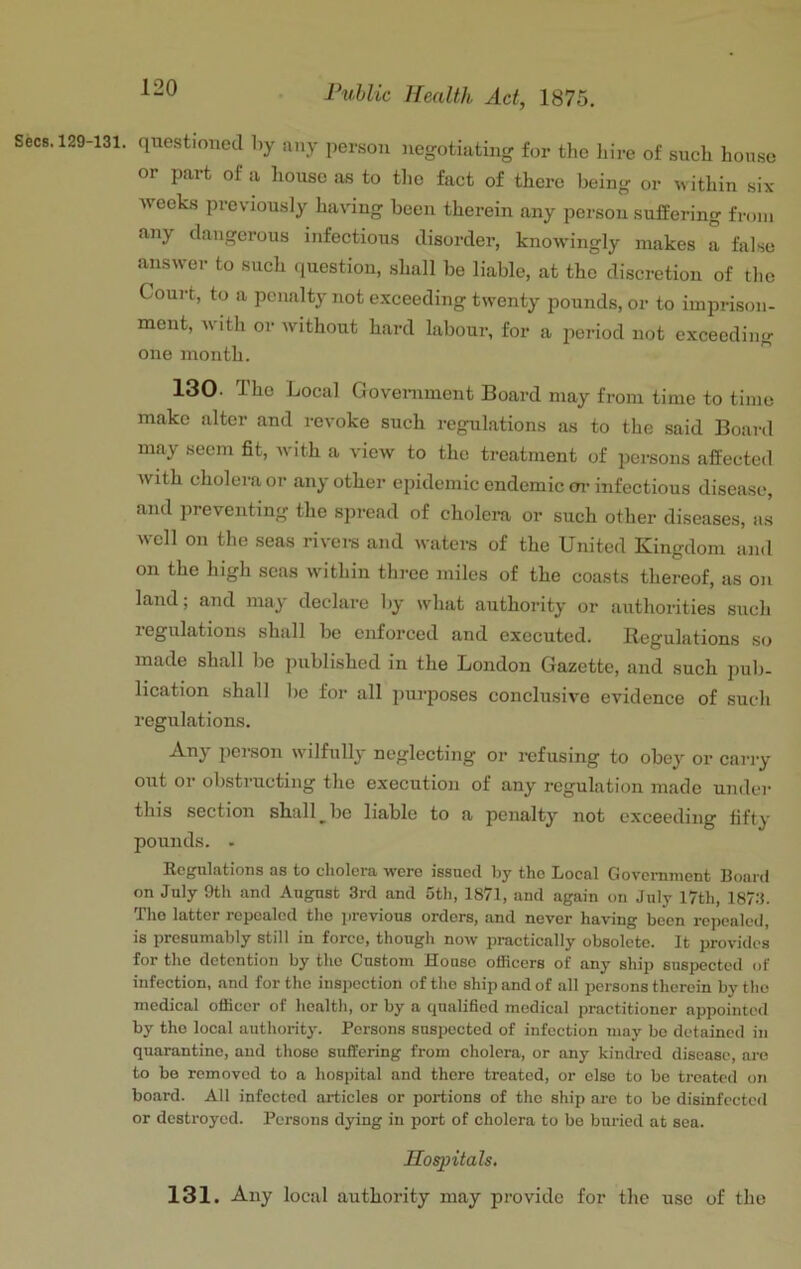 120
Public Health Act, 1875.
Secs. 129-131. questioned by any person negotiating for the hire of such house
or part of a house as to the fact of there being or within six
weeks previously having been therein any person suffering from
any dangerous infectious disorder, knowingly makes a false
answer to such question, shall be liable, at the discretion of the
Court, to a penalty not exceeding twenty pounds, or to imprison-
ment, with or without hard labour, for a period not exceeding
one month.
130. The Local Government Board may from time to time
make alter and revoke such regulations as to the said Board
may seem fit, with a view to the treatment of persons affected
with cholera or any other epidemic endemic or infectious disease,
and preventing the spread of cholera or such other diseases, as
well on the seas rivers and waters of the United Kingdom and
on the high seas within three miles of the coasts thereof, as on
land; and may declare by what authority or authorities such
regulations shall be enforced and executed. Regulations so
made shall be published in the London Gazette, and such pub-
lication shall be for all purposes conclusive evidence of such
regulations.
Any person wilfully neglecting or refusing to obey or carry
out or obstructing the execution of any regulation made under
this section shall be liable to a penalty not exceeding fifty
pounds.
Regulations as to cholera were issued by the Local Government Board
on July 9th and August 3rd and 5th, 1871, and again on July 17th, 1873.
The latter repealed the previous orders, and never having been repealed,
is presumably still in force, though now practically obsolete. It provides
for the detention by the Custom House officers of any ship suspected of
infection, and for the inspection of the ship and of all persons therein by the
medical officer of health, or by a qualified medical practitioner appointed
by the local authority. Persons suspected of infection may be detained in
quarantine, and those suffering from cholera, or any kindred disease, are
to be removed to a hospital and there treated, or else to be treated on
board. All infected articles or portions of the ship are to be disinfected
or destroyed. Persons dying in port of cholera to be buried at sea.
Hospitals.
131. Any local authority may provide for the use of the